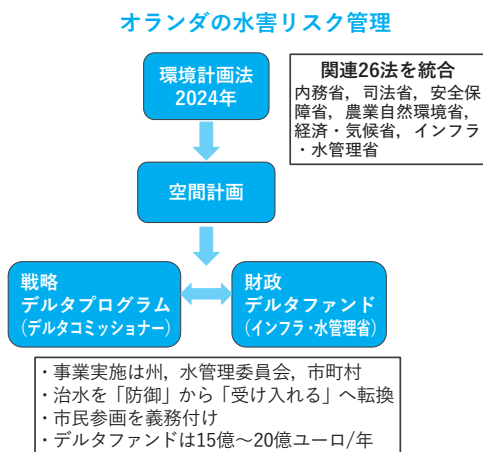 オランダの水害リスク管理
環境計画法
2024年
関連26法を統合
内務省，司法省，安全保
障省，農業自然環境省，
経済・気候省，インフラ
・水管理省
空間計画
戦略
デルタプログラム
（デルタコミッショナー）
財政
デルタファンド
（インフラ・水管理省）
・事業実施は州，水管理委員会，市町村
・治水を「防御」から「受け入れる」へ転換
・市民参画を義務付け
・デルタファンドは15億～20億ユーロ/年